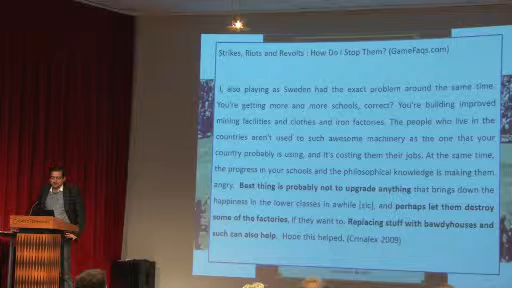 Strikes, Riots and Revolts : How Do I Stop Them? (GameFaqs.com)
I, also playing as Sweden had the exact problem around the same time.
You're getting more and more schools, correct? You're building improved
mining facilities and clothes and iron factories. The people who live in the
countries aren't used to such awesome machinery as the one that your
country probably is using, and it's costing them their jobs. At the same time,
the progress in your schools and the philosophical knowledge is making them
angry. Best thing is probably not to upgrade anything that brings down the
happiness in the lower classes in awhile [sic], and perhaps let them destroy
some of the factories, if they want to. Replacing stuff with bawdyhouses and
such can also help. Hope this helped. (Crinalex 2009)